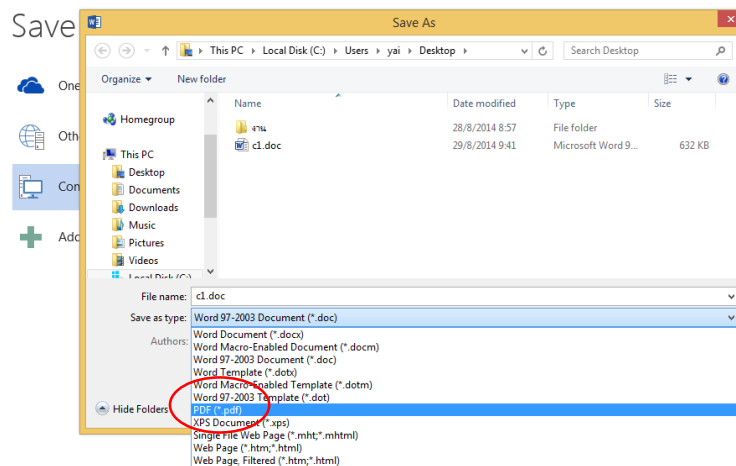 Save
Save As
This PC Local Disk (C:) Users yai Desktop
Search Desktop
Organize
New folder
One
Oth
Con
Add
Homegroup
This PC
Desktop
Documents
Downloads
Music
Pictures
Videos
Local Disk (C:)
Name Date modified Type Size
งาน 28/8/2014 8:57 File folder
c1.doc 29/8/2014 9:41 Microsoft Word 9... 632 KB
File name: c1.doc
Save as type: Word 97-2003 Document (*.doc)
Authors:
Word Document (*.docx)
Word Macro-Enabled Document (*.docm)
Word 97-2003 Document (*.doc)
Word Template (*.dotx)
Word Macro-Enabled Template (*.dotm)
Word 97-2003 Template (*.dot)
PDF (*.pdf)
XPS Document (*.xps)
Single File Web Page (*.mht;*.mhtml)
Web Page (*.htm;*.html)
Web Page, Filtered (*.htm;*.html)
Hide Folders